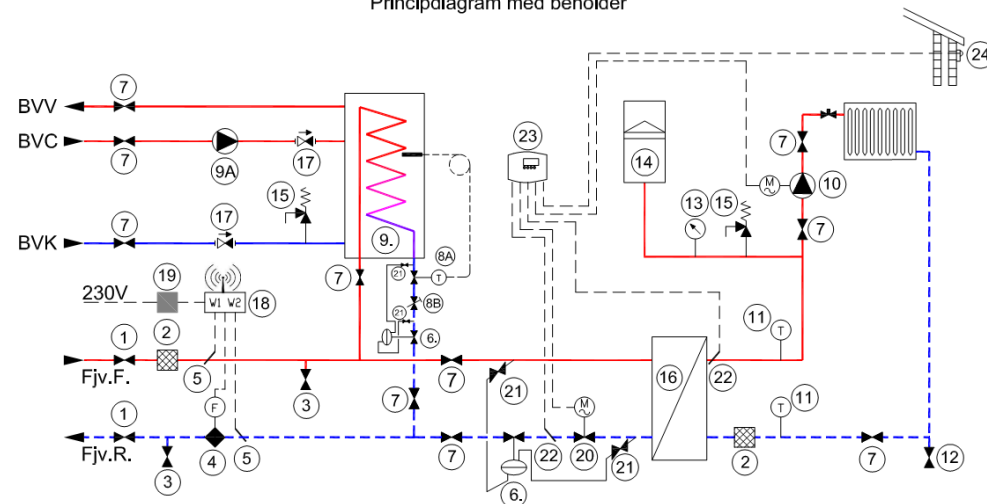 Principdiagram med beholder
24
7
BVV
23
BVC
7
9A
17
14
7
M
10
15
13
15
7
17
7
BVK
9.
7
21
T
8A
19
230V
W1 W2
18
21
8B
6.
1
2
11
T
Fjv.F.
5
3
7
21
16
22
7
11
T
F
M
1
Fjv.R.
3
4
5
7
22
20
21
2
7
12
6.